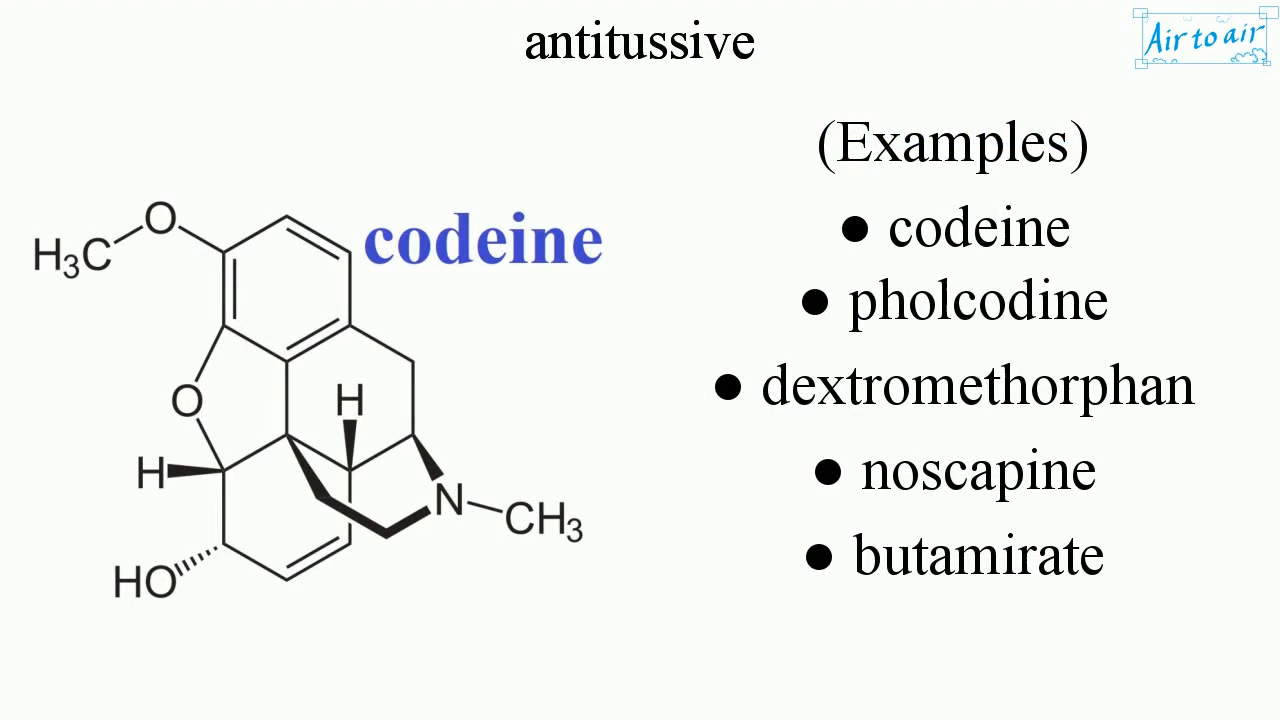 antitussive
Air to air
(Examples)
● codeine
● pholcodine
● dextromethorphan
● noscapine
● butamirate
codeine
O
H₃C
O
H
H
N
CH₃
HO